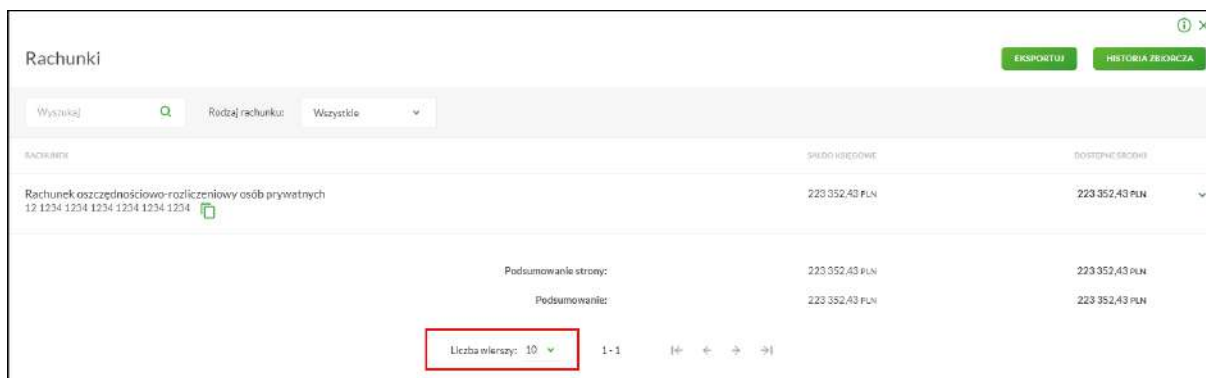 Rachunki
EKSPORTUJ
HISTORIA ZBIORCZA
Wyszukaj
Rodzaj rachunku:
Wszystkie
RACHUNEK
SALDO KSIĘGOWE
DOSTĘPNE ŚRODKI
Rachunek oszczędnościowo-rozliczeniowy osób prywatnych
223 352,43 PLN
223 352,43 PLN
12 1234 1234 1234 1234 1234 1234
Podsumowanie strony:
223 352,43 PLN
223 352,43 PLN
Podsumowanie:
223 352,43 PLN
223 352,43 PLN
Liczba wierszy: 10
1 - 1